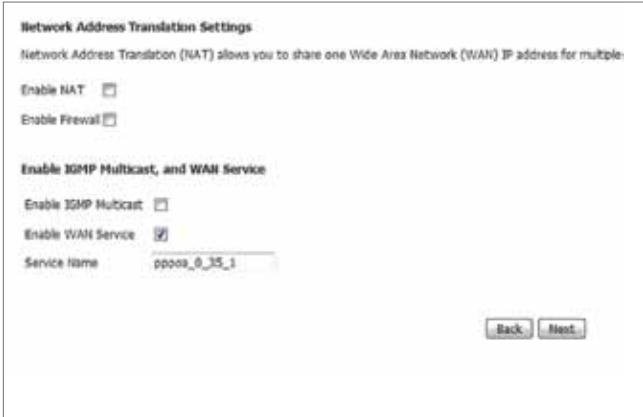 Network Address Translation Settings
Network Address Translation (NAT) allows you to share one Wide Area Network (WAN) IP address for multiple
Enable NAT
Enable Firewall
Enable IGMP Multicast, and WAN Service
Enable IGMP Multicast
Enable WAN Service
Service Name pppoa_0_35_1
Back Next